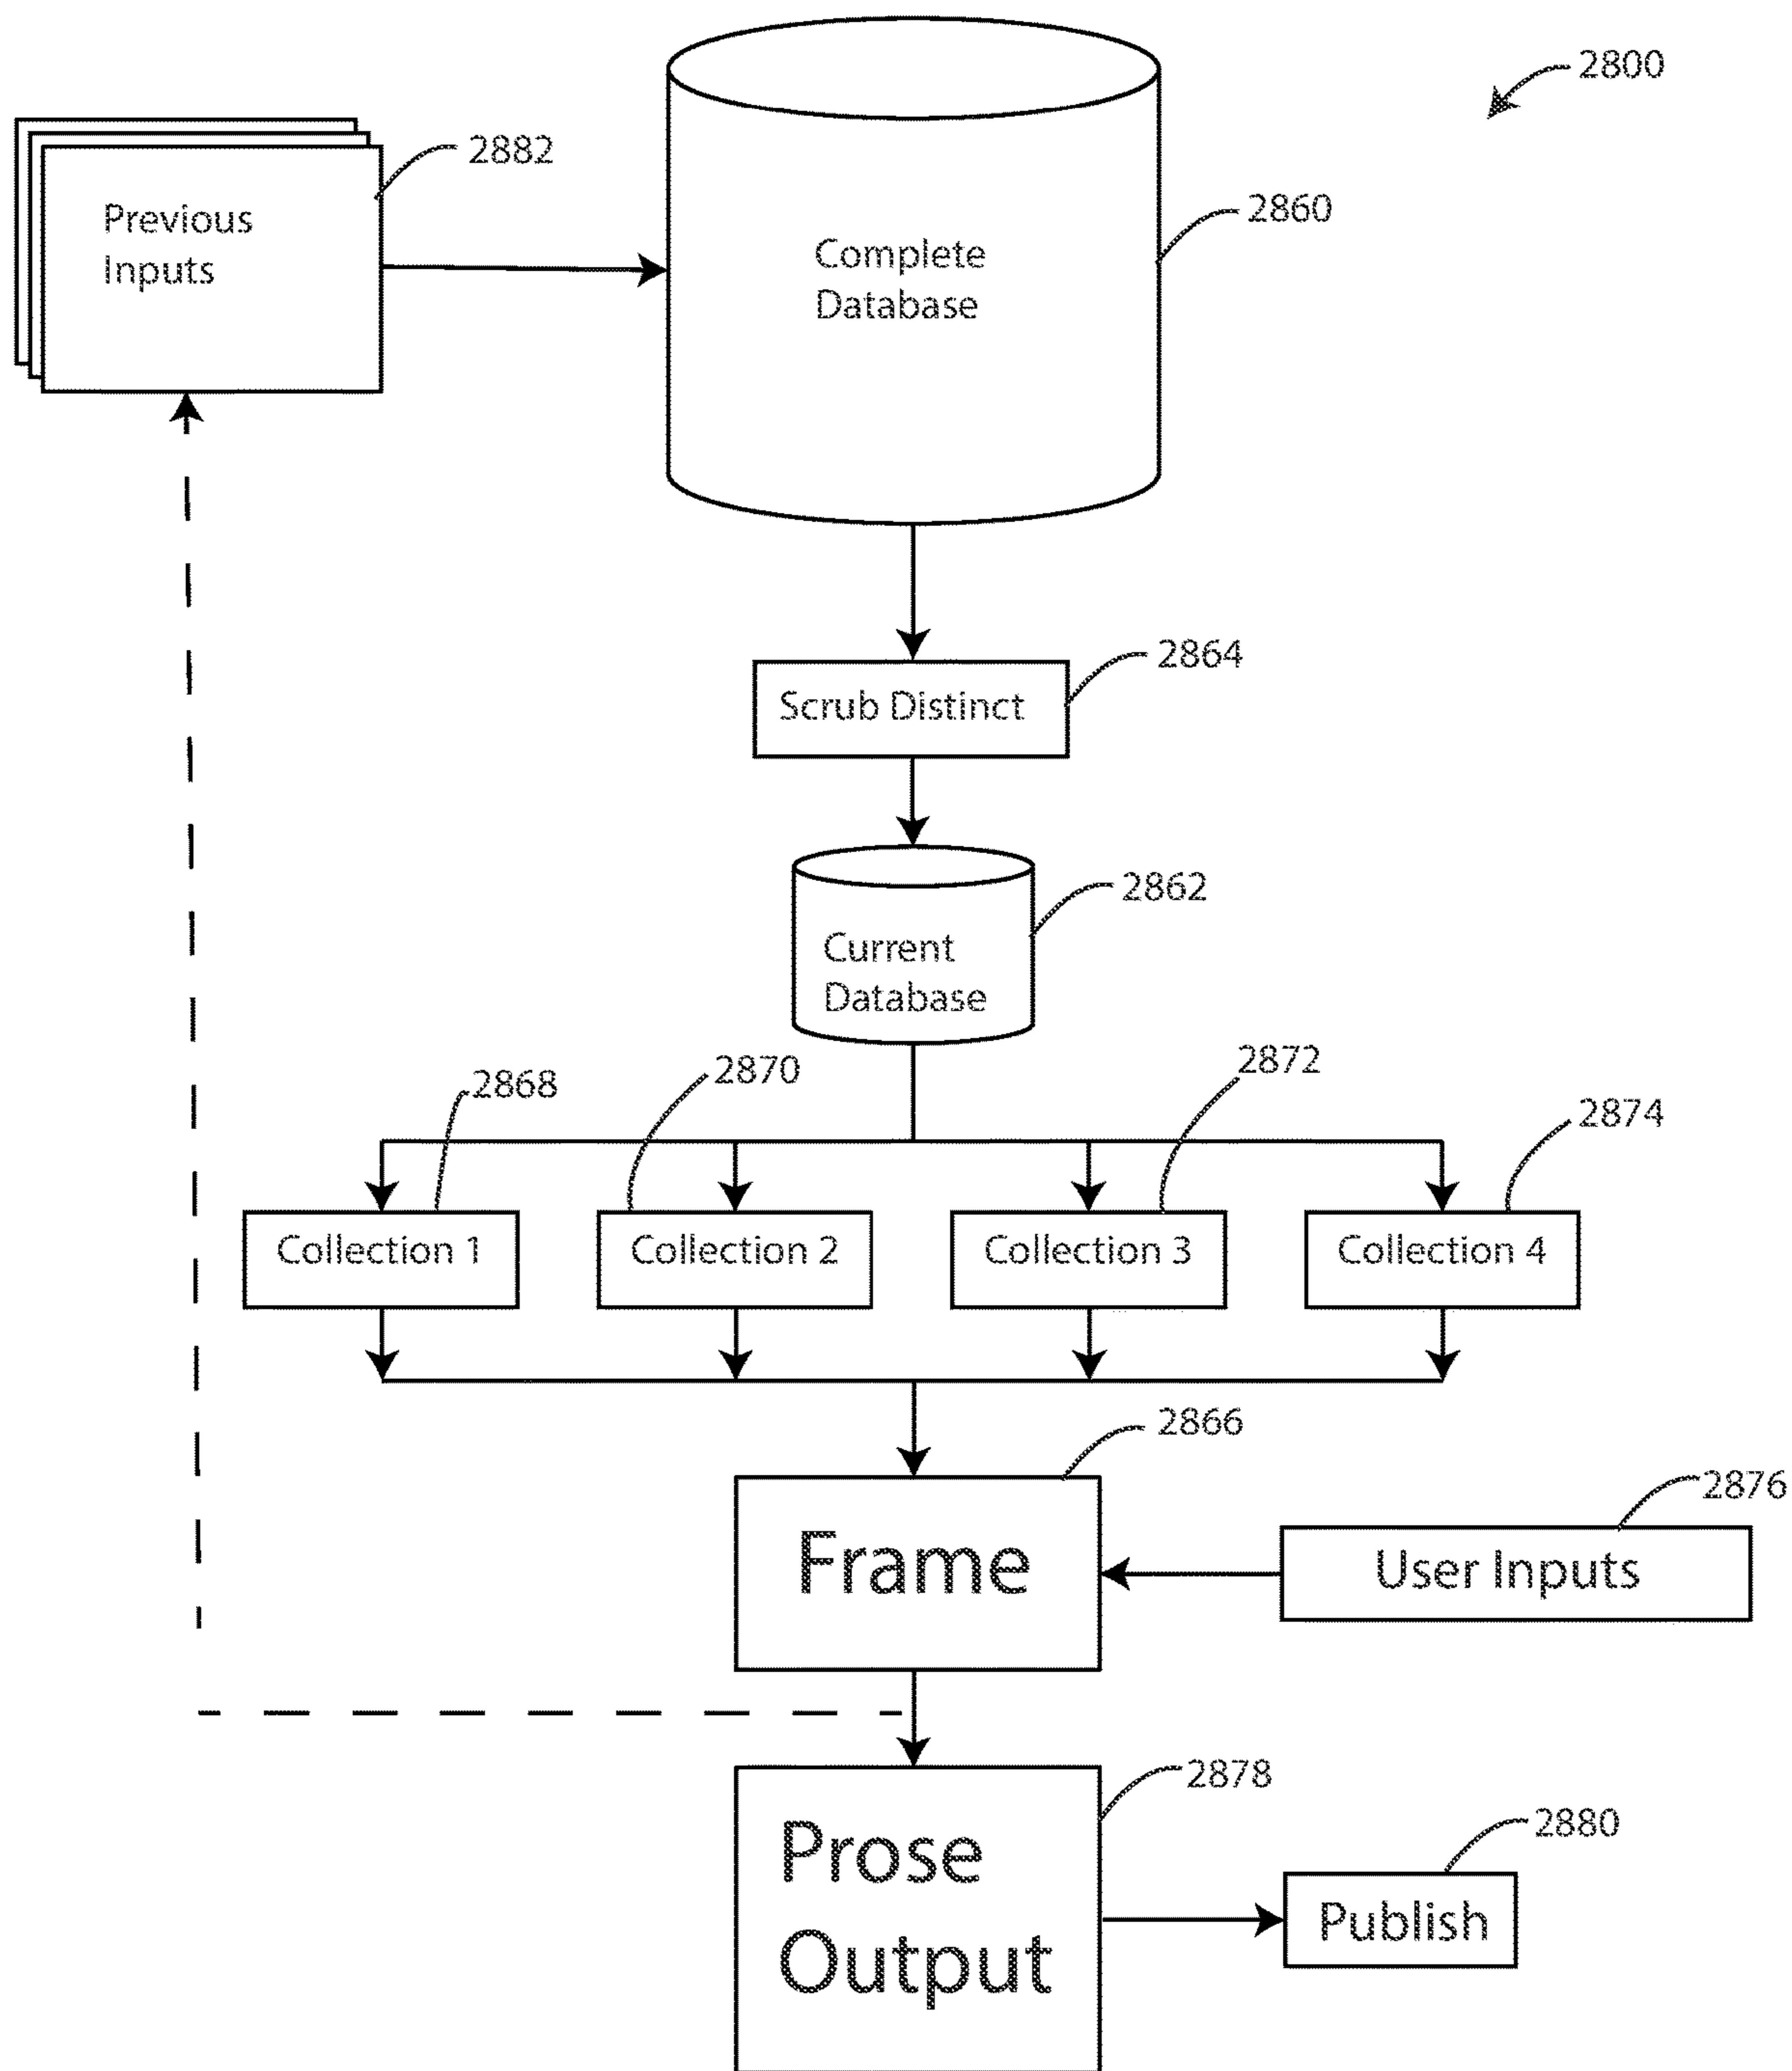 2800
2882
Previous
Inputs
2860
Complete
Database
2864
Scrub Distinct
2862
Current
Database
2868
2870
2872
2874
Collection 1
Collection 2
Collection 3
Collection 4
2866
Frame
2876
User Inputs
2878
Prose
Output
2880
Publish